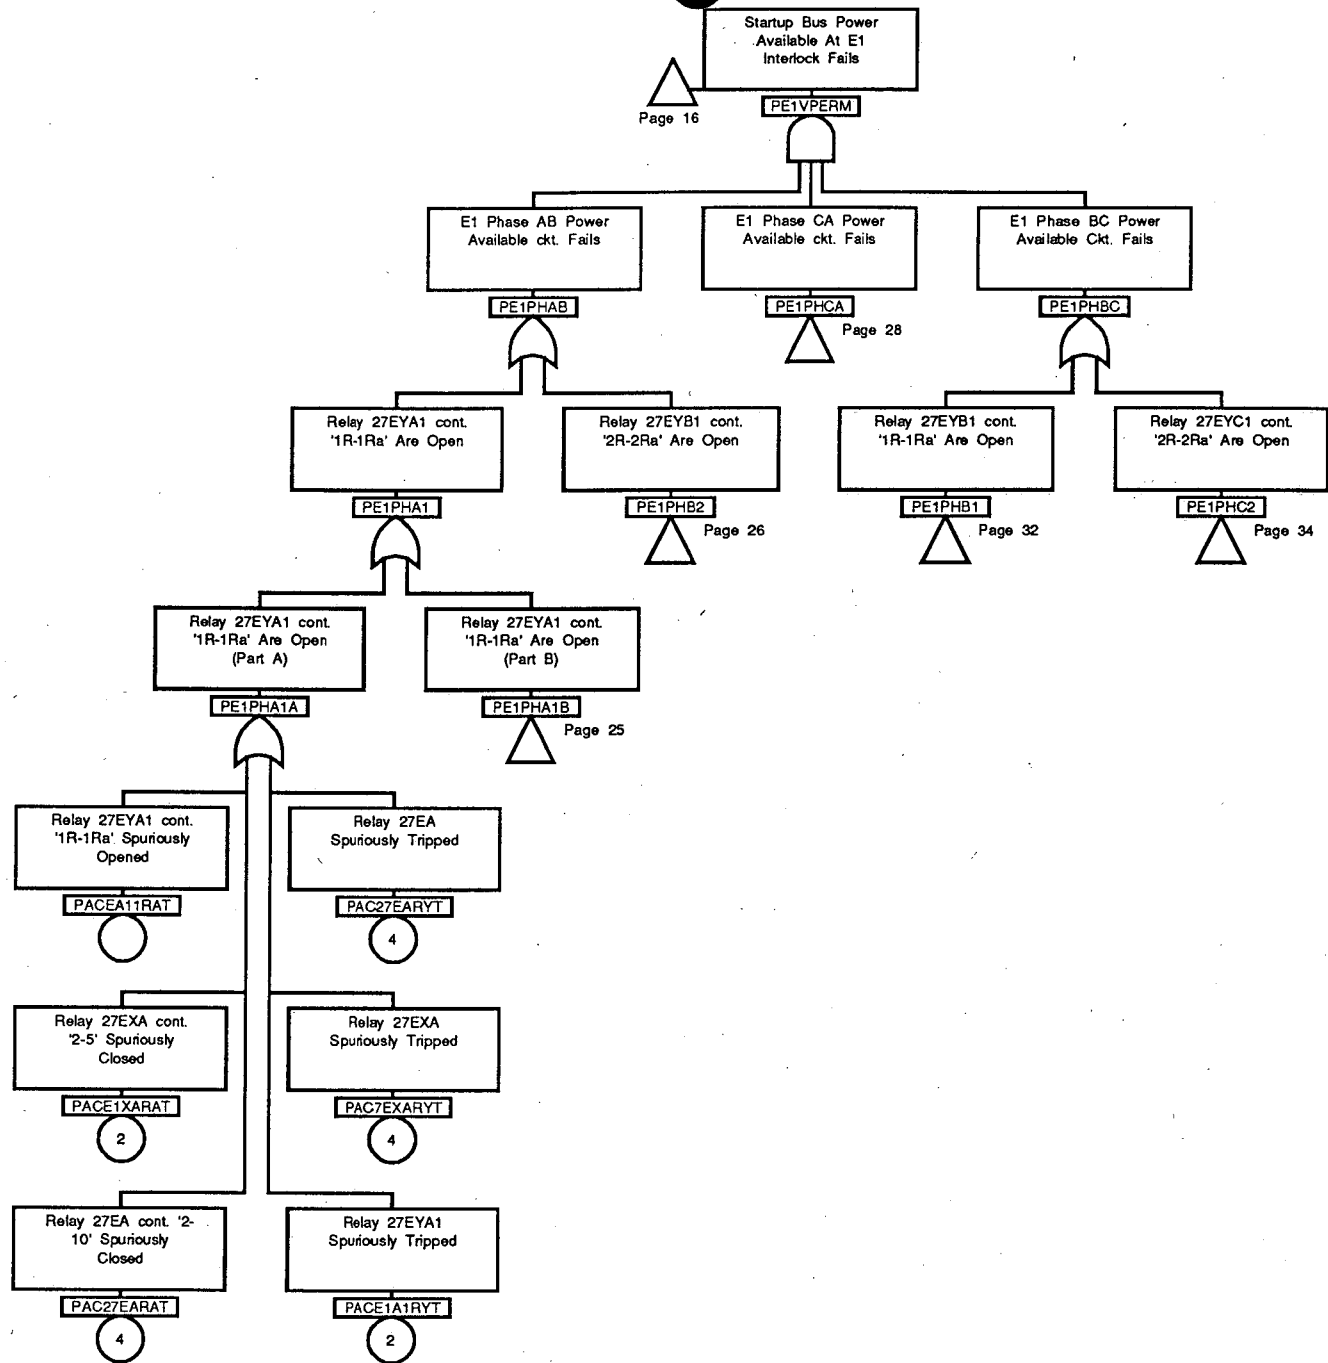 Startup Bus Power
Available At E1
Interlock Fails
Page 16
PE1VPERM
E1 Phase AB Power
Available ckt. Fails
PE1PHAB
E1 Phase CA Power
Available ckt. Fails
PE1PHCA
Page 28
E1 Phase BC Power
Available Ckt. Fails
PE1PHBC
Relay 27EYA1 cont.
'1R-1Ra' Are Open
PE1PHA1
Relay 27EYB1 cont.
'2R-2Ra' Are Open
PE1PHB2
Page 26
Relay 27EYB1 cont.
'1R-1Ra' Are Open
PE1PHB1
Page 32
Relay 27EYC1 cont.
'2R-2Ra' Are Open
PE1PHC2
Page 34
Relay 27EYA1 cont.
'1R-1Ra' Are Open
(Part A)
PE1PHA1A
Relay 27EYA1 cont.
'1R-1Ra' Are Open
(Part B)
PE1PHA1B
Page 25
Relay 27EYA1 cont.
'1R-1Ra' Spuriously
Opened
PACEA11RAT
Relay 27EA
Spuriously Tripped
PAC27EARYT
4
Relay 27EXA cont.
'2-5' Spuriously
Closed
PACE1XARAT
2
Relay 27EXA
Spuriously Tripped
PAC7EXARYT
4
Relay 27EA cont. '2-
10' Spuriously
Closed
PAC27EARAT
4
Relay 27EYA1
Spuriously Tripped
PACE1A1RYT
2